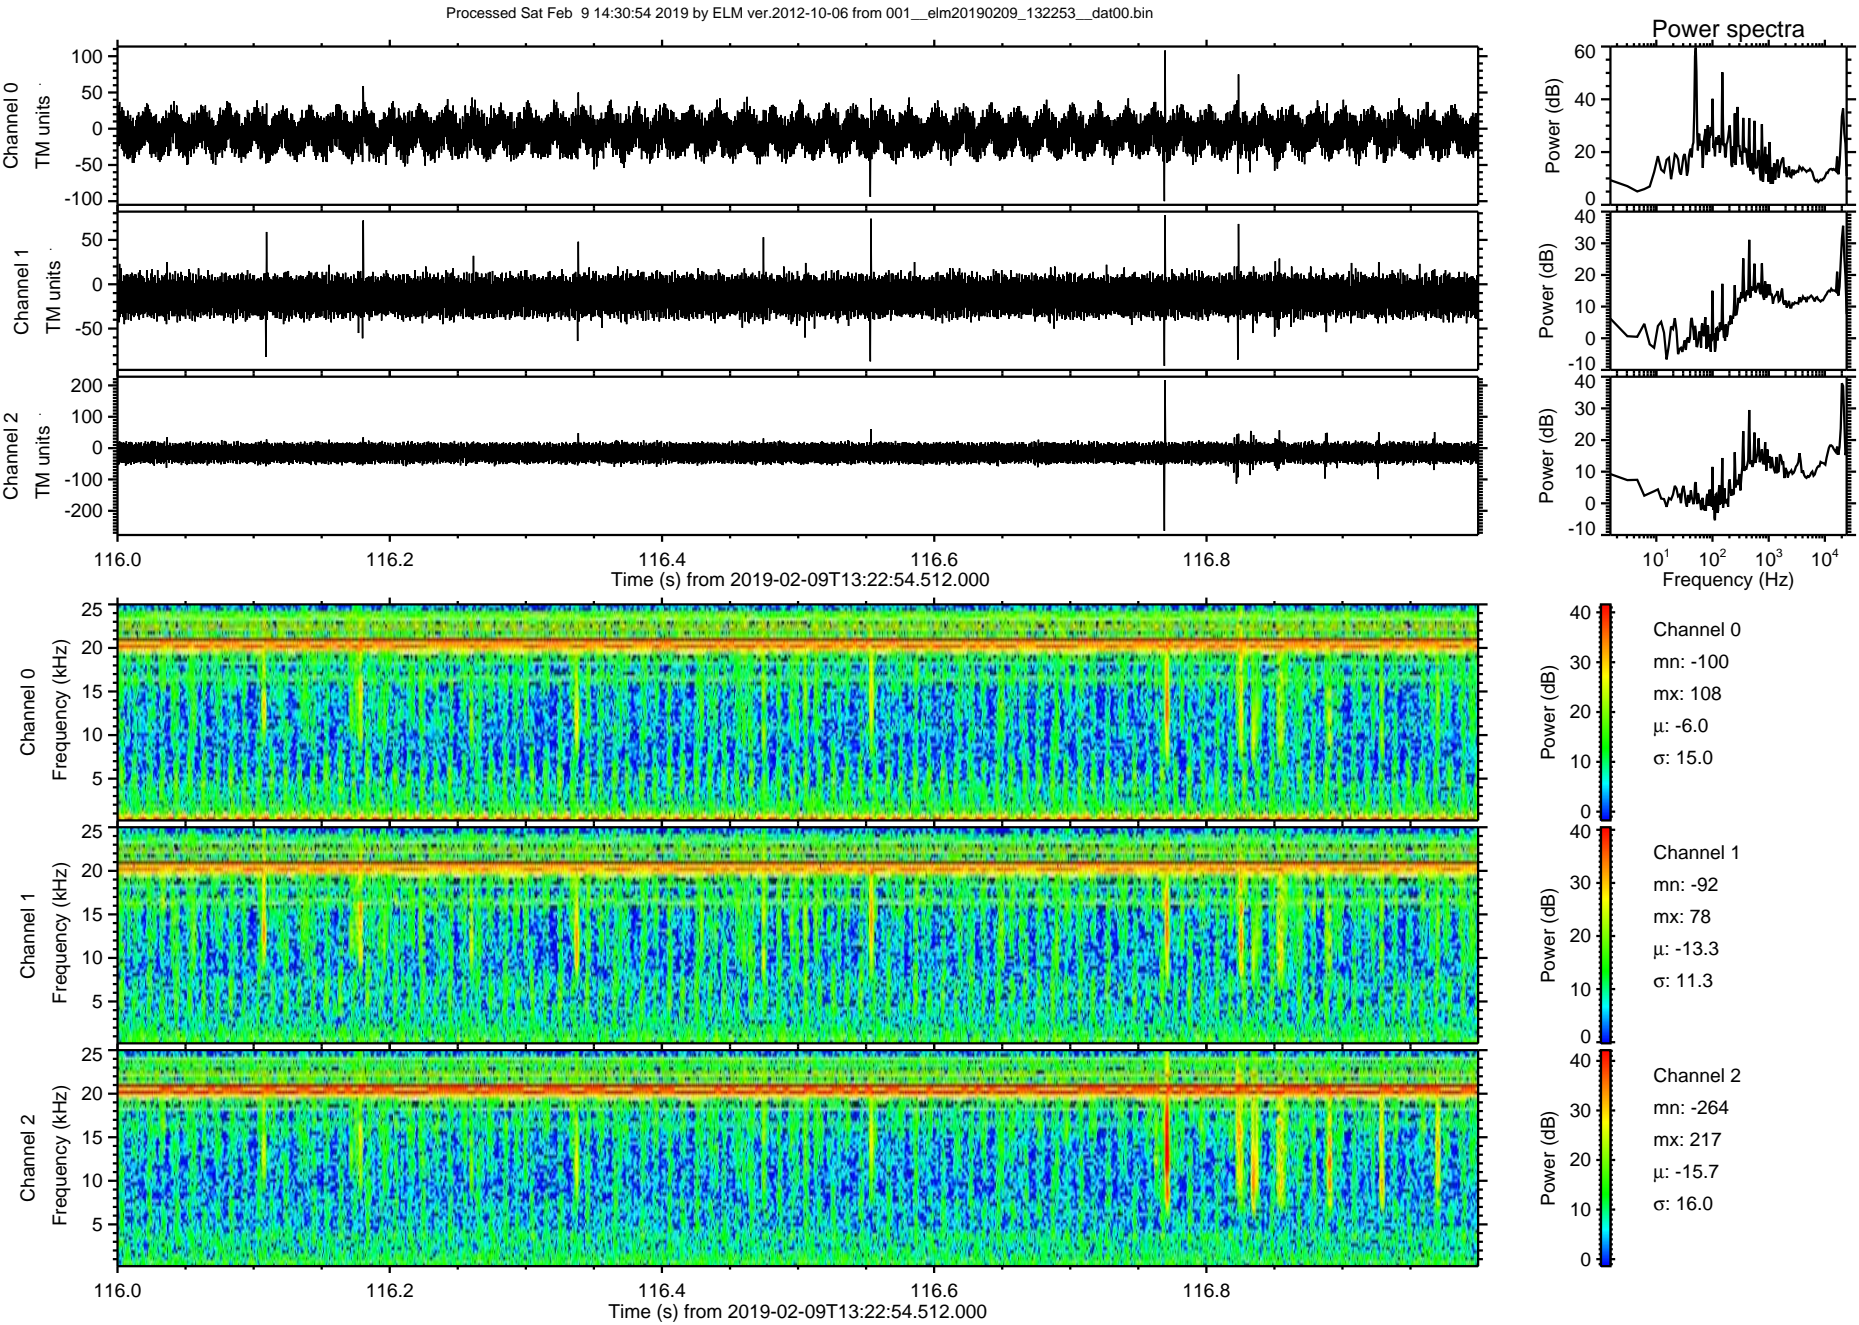 Processed Sat Feb  9 14:30:54 2019 by ELM ver.2012-10-06 from 001__elm20190209_132253__dat00.bin
Power spectra
Channel 0
TM units
100
50
0
-50
-100
Power (dB)
60
40
20
0
Channel 1
TM units
50
0
-50
Power (dB)
40
30
20
10
0
-10
Channel 2
TM units
200
100
0
-100
-200
Power (dB)
40
30
20
10
0
-10
116.0
116.2
116.4
116.6
116.8
Time (s) from 2019-02-09T13:22:54.512.000
10¹
10²
10³
10⁴
Frequency (Hz)
Channel 0
Frequency (kHz)
25
20
15
10
5
Power (dB)
40
30
20
10
0
Channel 0
mn: -100
mx: 108
μ: -6.0
σ: 15.0
Channel 1
Frequency (kHz)
25
20
15
10
5
Power (dB)
40
30
20
10
0
Channel 1
mn: -92
mx: 78
μ: -13.3
σ: 11.3
Channel 2
Frequency (kHz)
25
20
15
10
5
Power (dB)
40
30
20
10
0
Channel 2
mn: -264
mx: 217
μ: -15.7
σ: 16.0
116.0
116.2
116.4
116.6
116.8
Time (s) from 2019-02-09T13:22:54.512.000